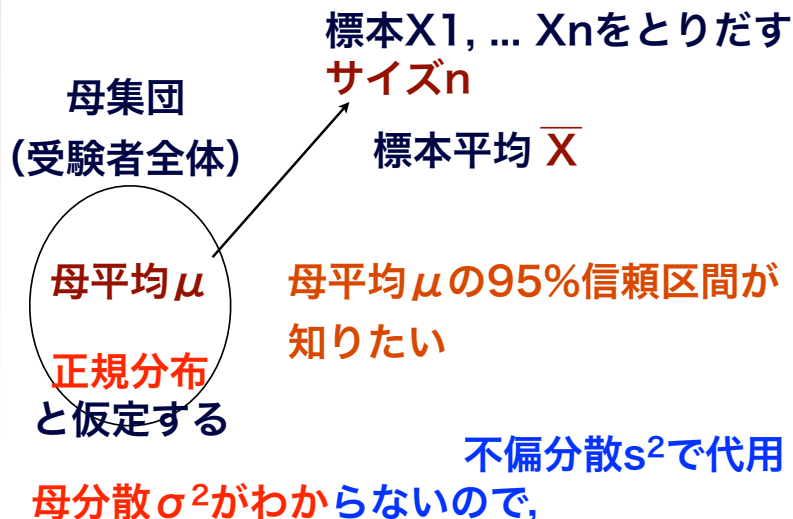 標本X1, ... Xnをとりだす
サイズn
母集団
（受験者全体）
標本平均 X̅
母平均μ
母平均μの95%信頼区間が
知りたい
正規分布
と仮定する
不偏分散s²で代用
母分散σ²がわからないので,